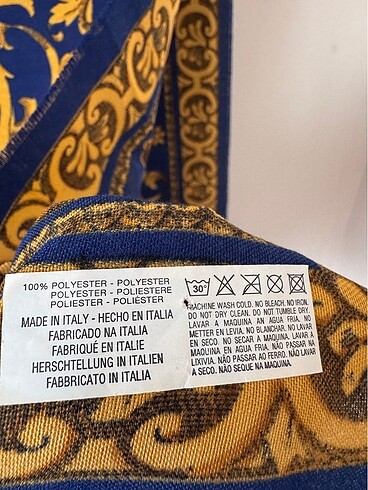 100% POLYESTER - POLYESTER
POLYESTER - POLIESTERE
POLIESTER - POLIÉSTER
MADE IN ITALY - HECHO EN ITALIA
FABRICADO NA ITALIA
FABRIQUÉ EN ITALIE
HERSCHTELLUNG IN ITALIEN
FABBRICATO IN ITALIA
30°
MACHINE WASH COLD. NO BLEACH. NO IRON.
DO NOT DRY CLEAN. DO NOT TUMBLE DRY.
LAVAR A MAQUINA EN AGUA FRIA. NO
METTER EN LEVIA. NO BLANCHAR. NO LAVAR
EN SECO. NO SECAR A MAQUINA. LAVAR À
MAQUINA EN AGUA FRIA. NÃO PASSAR NA
LIXIVIA. NÃO PASSAR AO FERRO. NÃO LAVAR
A SECO. NÃO SEQUE NA MAQUINA.